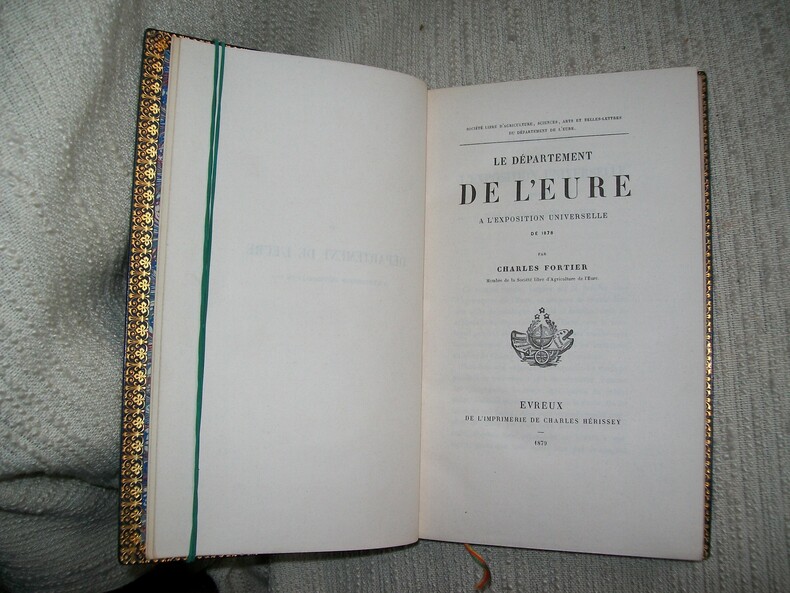 SOCIÉTÉ LIBRE D'AGRICULTURE, SCIENCES, ARTS ET BELLES-LETTRES
DU DÉPARTEMENT DE L'EURE.
LE DÉPARTEMENT
DE L'EURE
A L'EXPOSITION UNIVERSELLE
DE 1878
PAR
CHARLES FORTIER
Membre de la Société libre d'Agriculture de l'Eure
EVREUX
DE L'IMPRIMERIE DE CHARLES HÉRISSEY
1879